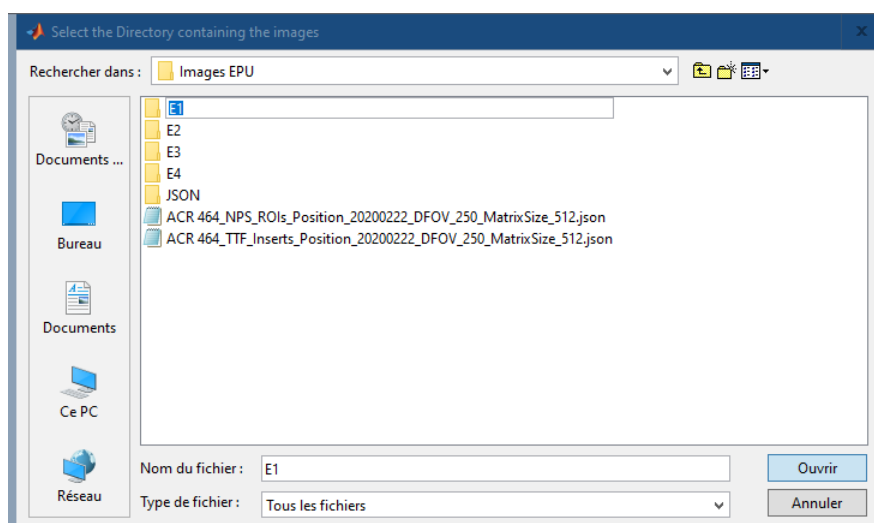 Select the Directory containing the images
Rechercher dans : Images EPU
E1
E2
E3
E4
JSON
ACR 464_NPS_ROIs_Position_20200222_DFOV_250_MatrixSize_512.json
ACR 464_TTF_Inserts_Position_20200222_DFOV_250_MatrixSize_512.json
Documents ...
Bureau
Documents
Ce PC
Réseau
Nom du fichier : E1 Ouvrir
Type de fichier : Tous les fichiers Annuler